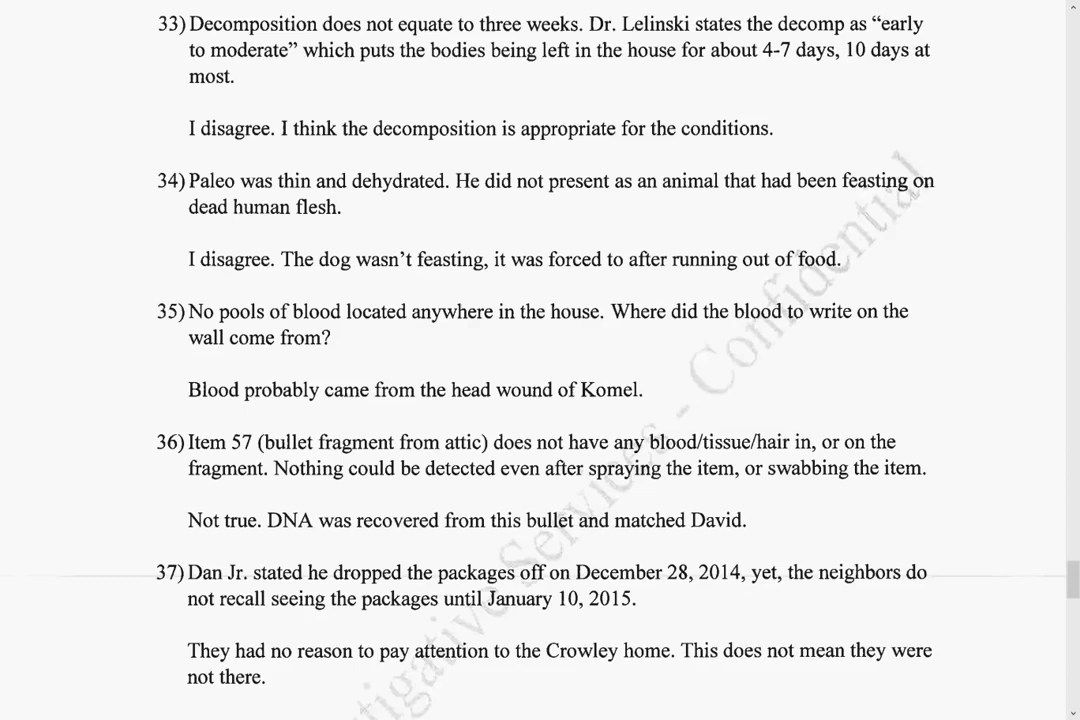 33) Decomposition does not equate to three weeks. Dr. Lelinski states the decomp as “early
to moderate” which puts the bodies being left in the house for about 4-7 days, 10 days at
most.
I disagree. I think the decomposition is appropriate for the conditions.
34) Paleo was thin and dehydrated. He did not present as an animal that had been feasting on
dead human flesh.
I disagree. The dog wasn’t feasting, it was forced to after running out of food.
35) No pools of blood located anywhere in the house. Where did the blood to write on the
wall come from?
Blood probably came from the head wound of Komel.
36) Item 57 (bullet fragment from attic) does not have any blood/tissue/hair in, or on the
fragment. Nothing could be detected even after spraying the item, or swabbing the item.
Not true. DNA was recovered from this bullet and matched David.
37) Dan Jr. stated he dropped the packages off on December 28, 2014, yet, the neighbors do
not recall seeing the packages until January 10, 2015.
They had no reason to pay attention to the Crowley home. This does not mean they were
not there.
tigative Services - Confidential